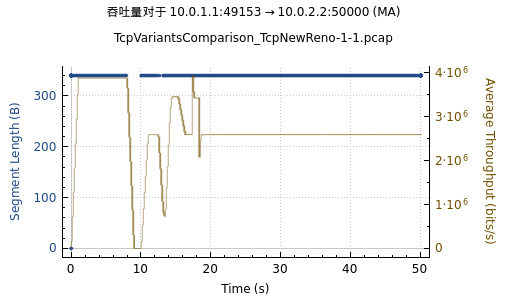 吞吐量对于 10.0.1.1:49153 → 10.0.2.2:50000 (MA)
TcpVariantsComparison_TcpNewReno-1-1.pcap
Segment Length (B)
300
200
100
0
4·10⁶
3·10⁶
2·10⁶
1·10⁶
0
Average Throughput (bits/s)
0 10 20 30 40 50
Time (s)